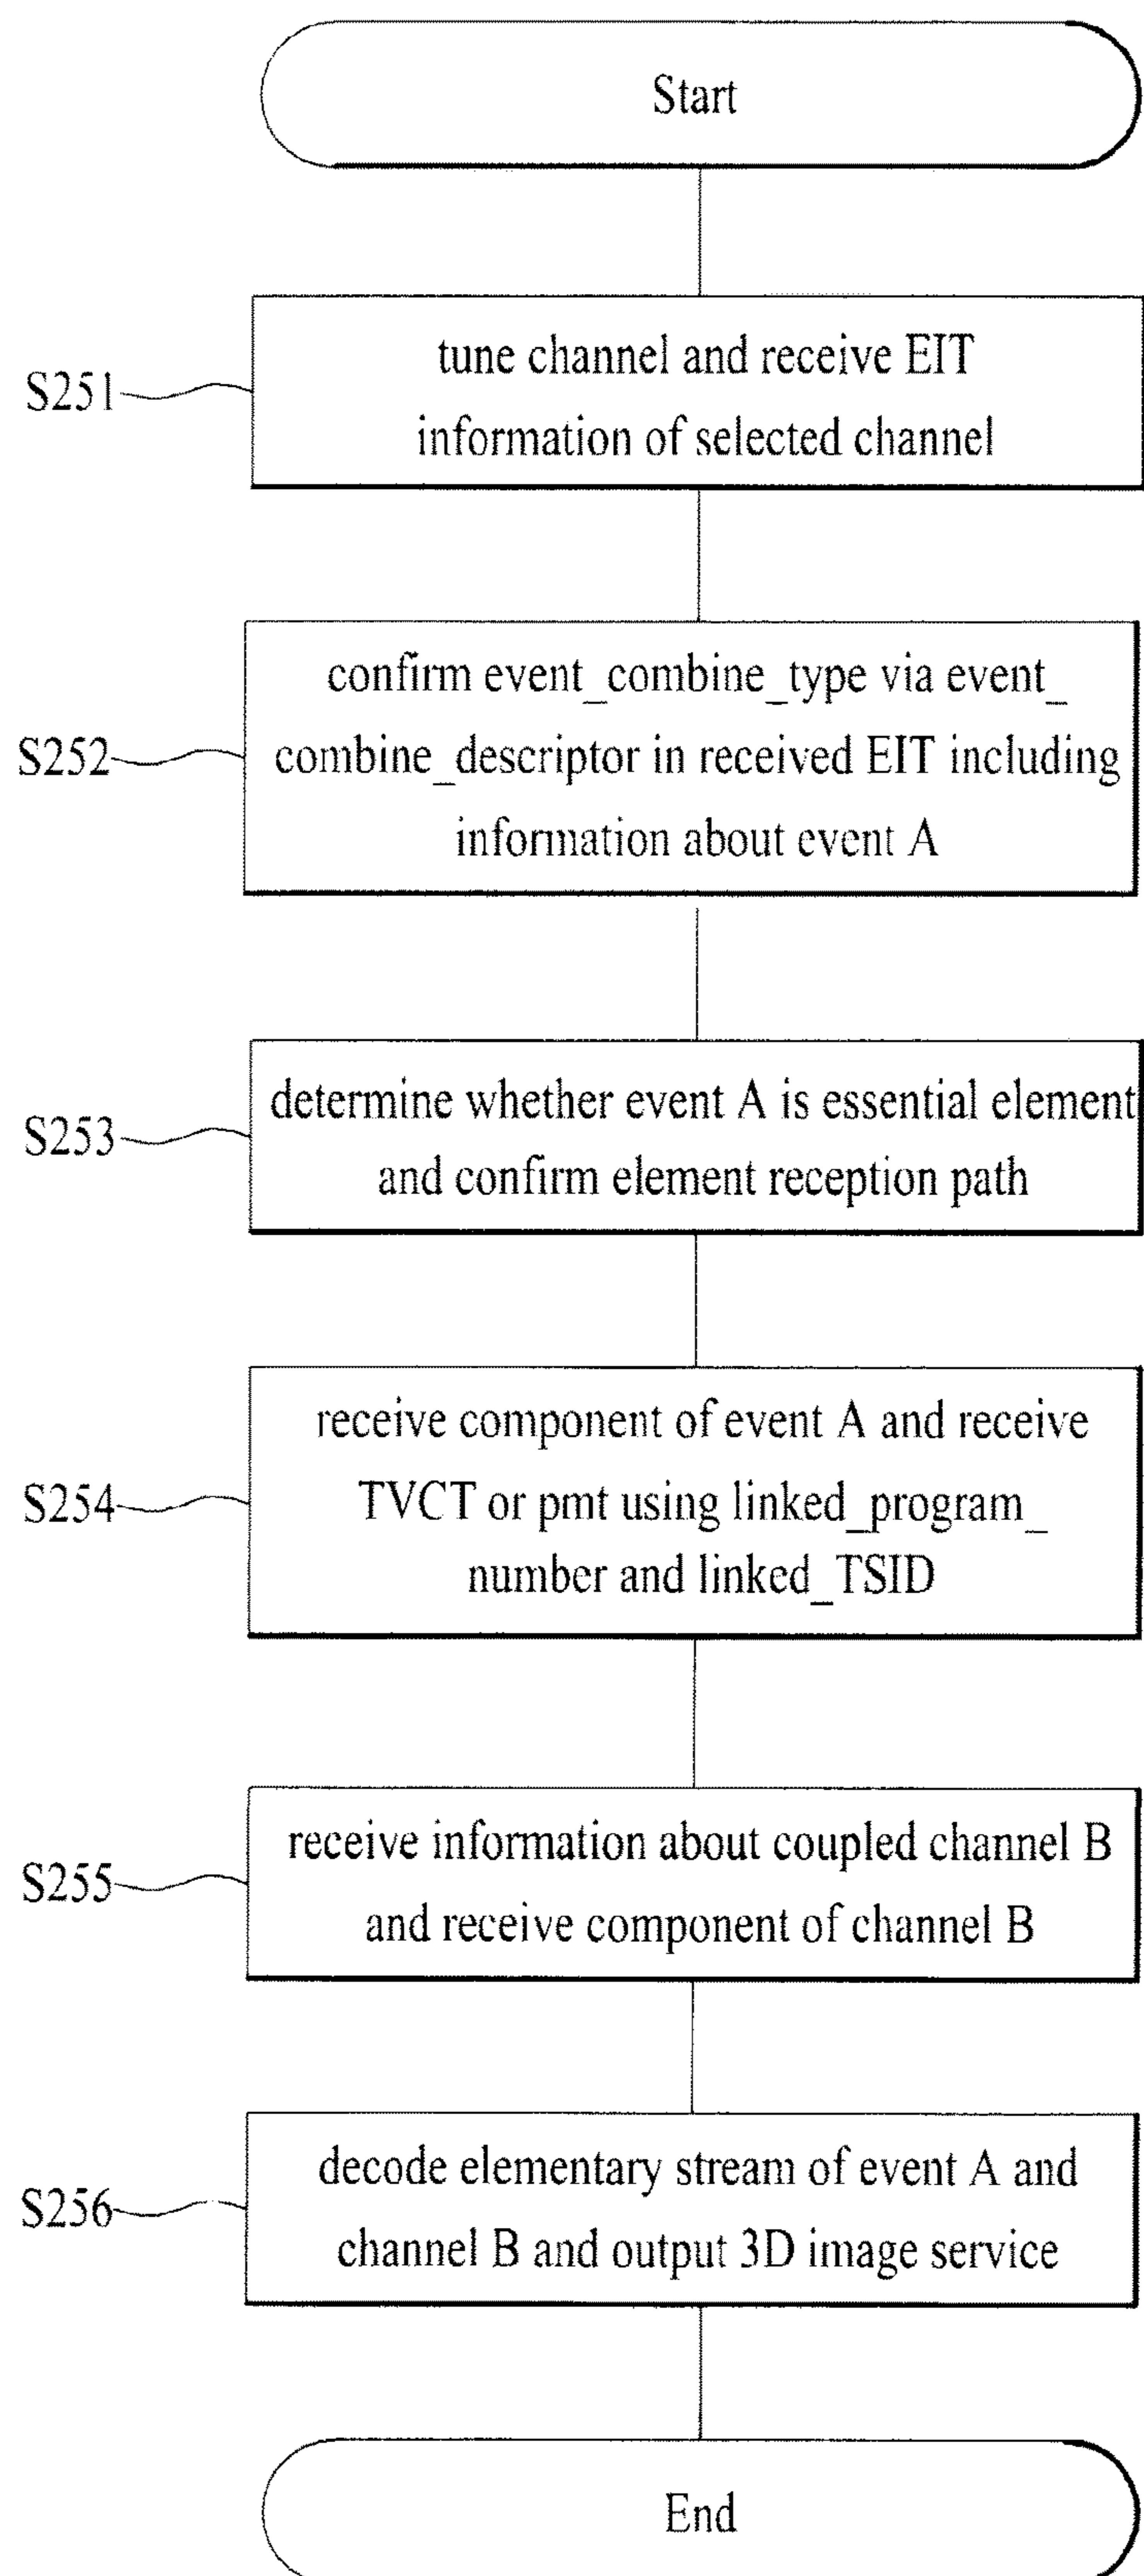 Start
S251
tune channel and receive EIT
information of selected channel
S252
confirm event_combine_type via event_
combine_descriptor in received EIT including
information about event A
S253
determine whether event A is essential element
and confirm element reception path
S254
receive component of event A and receive
TVCT or pmt using linked_program_
number and linked_TSID
S255
receive information about coupled channel B
and receive component of channel B
S256
decode elementary stream of event A and
channel B and output 3D image service
End